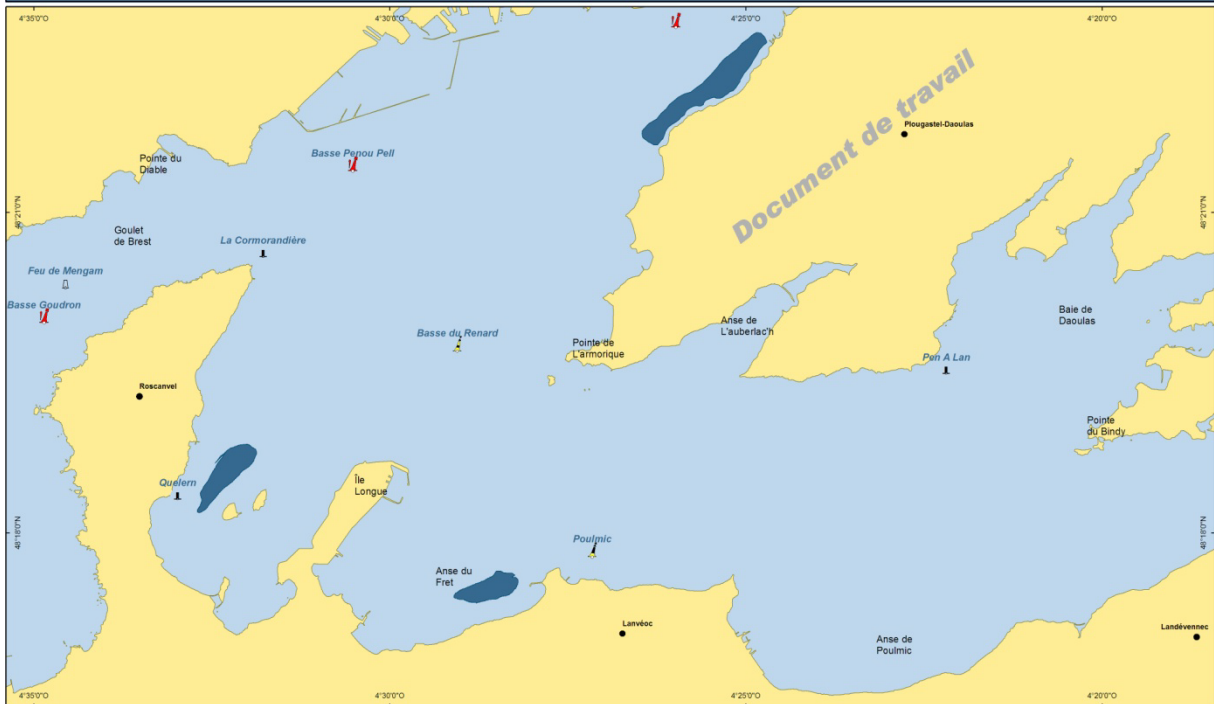 4°35'0"O
4°30'0"O
4°25'0"O
4°20'0"O
Document de travail
Plougastel-Daoulas
Basse Penou Pell
Pointe du
Diable
48°21'0"N
48°21'0"N
Goulet
de Brest
La Cormorandière
Feu de Mengam
Basse Goudron
Basse du Renard
Pointe de
L'armorique
Anse de
L'auberlac'h
Baie de
Daoulas
Pen A Lan
Roscanvel
Pointe
du Bindy
Quelern
Île
Longue
48°18'0"N
48°18'0"N
Poulmic
Anse du
Fret
Lanvéoc
Anse de
Poulmic
Landévennec
4°35'0"O
4°30'0"O
4°25'0"O
4°20'0"O